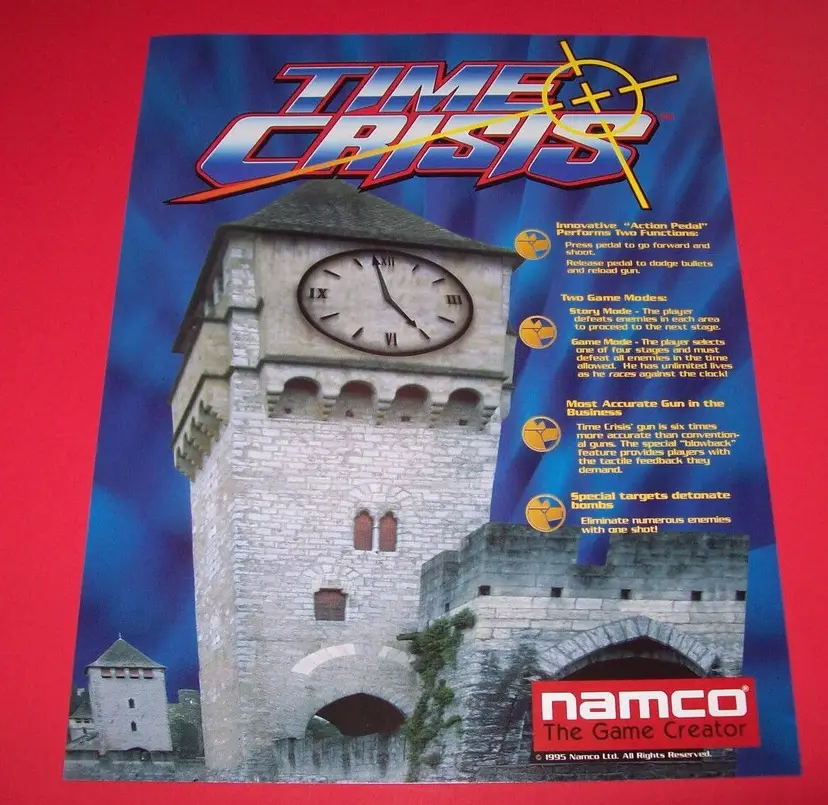 TIME
CRISIS
TM
XII
III
VI
IX
Innovative "Action Pedal"
Performs Two Functions:
Press pedal to go forward and
shoot.
Release pedal to dodge bullets
and reload gun.
Two Game Modes:
Story Mode - The player
defeats enemies in each area
to proceed to the next stage.
Game Mode - The player selects
one of four stages and must
defeat all enemies in the time
allowed. He has unlimited lives
as he races against the clock!
Most Accurate Gun in the
Business
Time Crisis' gun is six times
more accurate than convention-
al guns. The special "blowback"
feature provides players with
the tactile feedback they
demand.
Special targets detonate
bombs
Eliminate numerous enemies
with one shot!
namco®
The Game Creator
© 1995 Namco Ltd. All Rights Reserved.